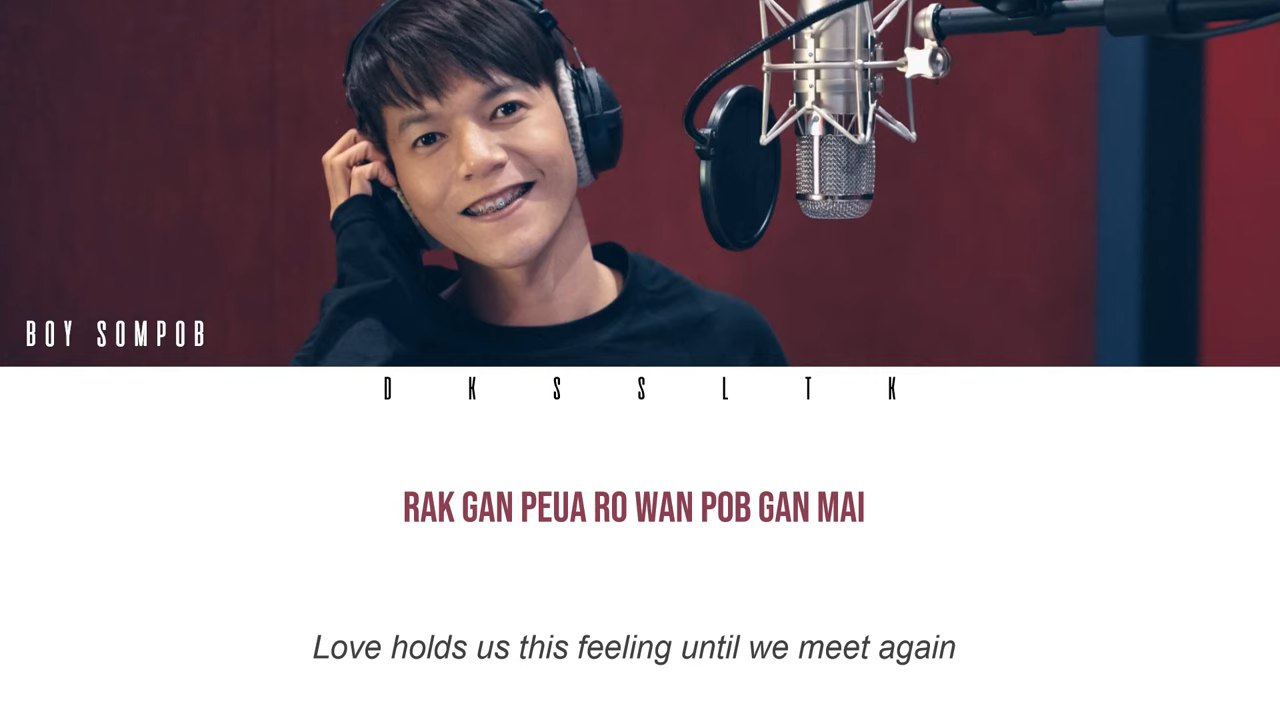 BOY SOMPOB
D K S S L T K
RAK GAN PEUA RO WAN POB GAN MAI
Love holds us this feeling until we meet again